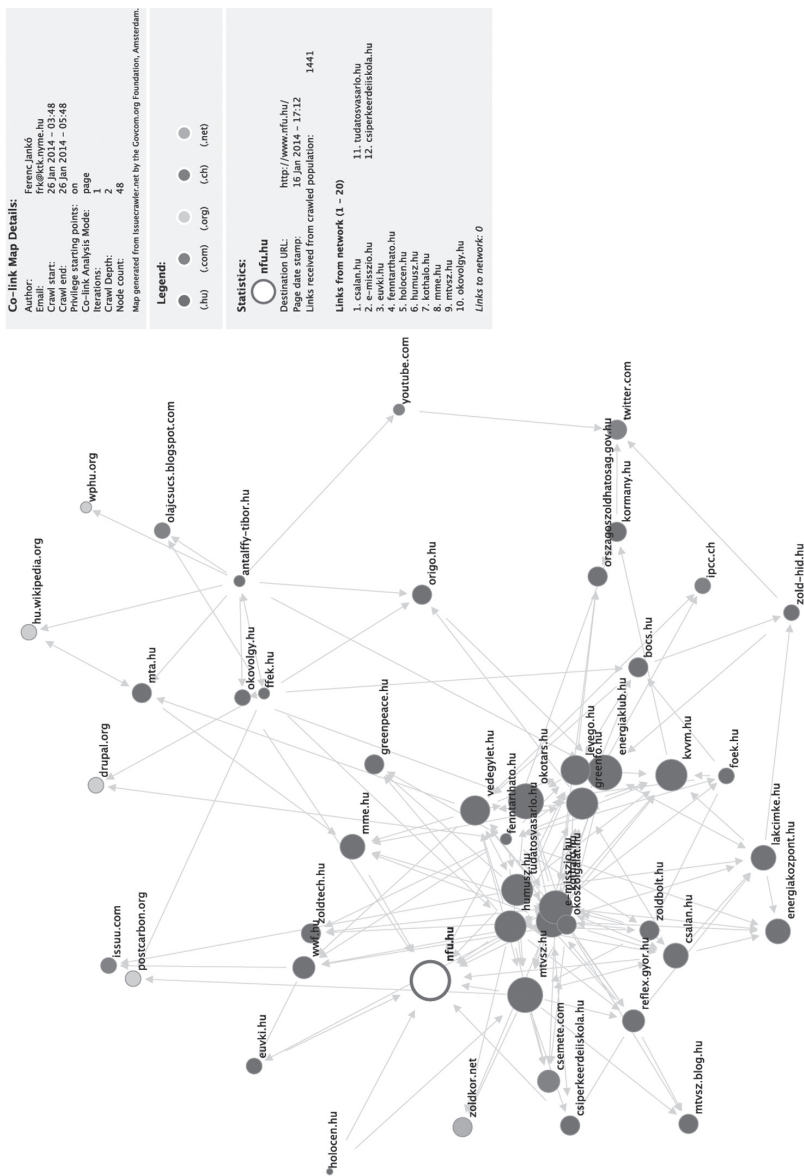 Co-link Map Details:
Author: Ferenc Jankó
Email: frk@ktk.nyme.hu
Crawl start: 26 Jan 2014 - 03:48
Crawl end: 26 Jan 2014 - 05:48
Privilege starting points: on
Co-link Analysis Mode: page
Iterations: 1
Crawl Depth: 2
Node count: 48
Map generated from Issuecrawler.net by the Govcom.org Foundation, Amsterdam.
Legend:
(.hu) (.com) (.org) (.ch) (.net)
Statistics:
nfu.hu
Destination URL: http://www.nfu.hu/
Page date stamp: 16 Jan 2014 - 17:12
Links received from crawled population: 1441
Links from network (1 - 20)
1. csalan.hu
2. e-misszio.hu
3. euvki.hu
4. fenntarthato.hu
5. holocen.hu
6. humusz.hu
7. kothalo.hu
8. mme.hu
9. mtvsz.hu
10. okovolgy.hu
11. tudatosvasarlo.hu
12. csiperkeerdeiiskola.hu
Links to network: 0
hu.wikipedia.org
wphu.org
olajcsucs.blogspot.com
antalffy-tibor.hu
youtube.com
drupal.org
mta.hu
okovolgy.hu
ffek.hu
origo.hu
orszagoszoldhatosag.gov.hu
twitter.com
kormany.hu
ipcc.ch
zold-hid.hu
bocs.hu
greenpeace.hu
mme.hu
vedegylet.hu
fenntarthato.hu
okotars.hu
tudatosvasarlo.hu
levego.hu
greenfo.hu
energiaklub.hu
kvvm.hu
foek.hu
lakcimke.hu
energiakozpont.hu
issuu.com
postcarbon.org
zoldtech.hu
wwf.hu
nfu.hu
humusz.hu
e-misszio.hu
okoszolgalat.hu
mtvsz.hu
zoldbolt.hu
csalan.hu
reflex.gyor.hu
euvki.hu
holocen.hu
zoldkor.net
csemete.com
csiperkeerdeiiskola.hu
mtvsz.blog.hu